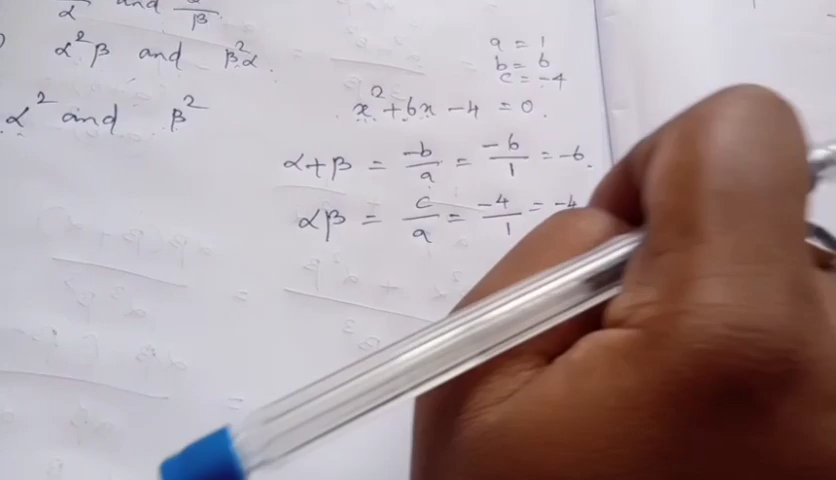 α and β
α²β and β²α.
α² and β²
a = 1
b = 6
c = -4
x² + 6x - 4 = 0.
α + β = -b/a = -6/1 = -6.
αβ = c/a = -4/1 = -4